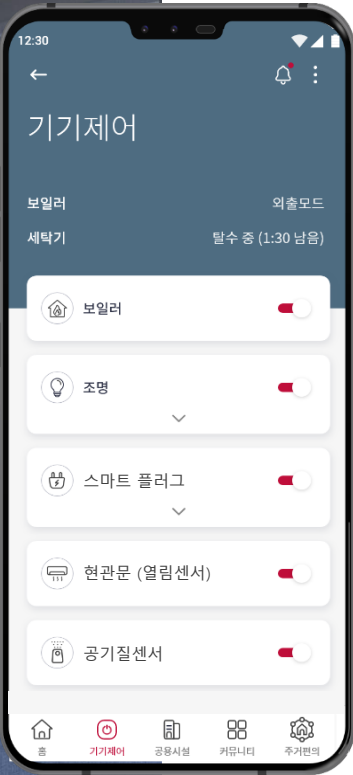 12:30
기기제어
보일러 외출모드
세탁기 탈수 중 (1:30 남음)
보일러
조명
스마트 플러그
현관문 (열림센서)
공기질센서
홈 기기제어 공용시설 커뮤니티 주거편의